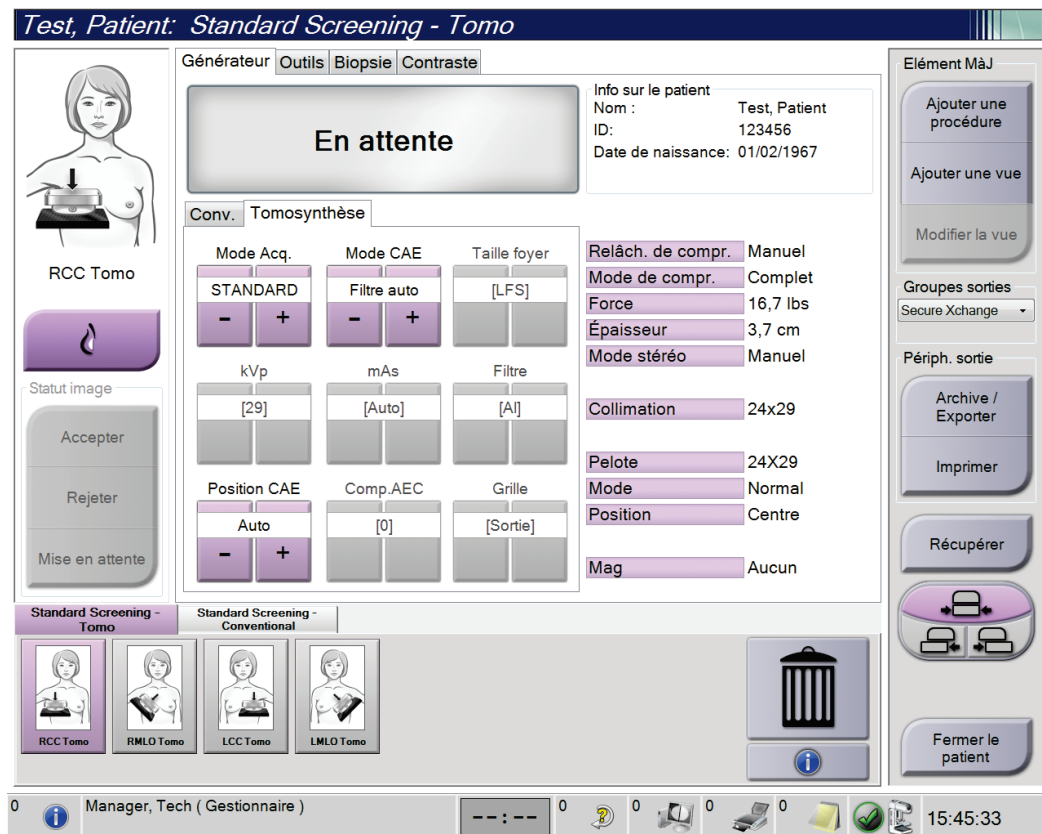 Test, Patient: Standard Screening - Tomo
Générateur Outils Biopsie Contraste
En attente
Info sur le patient
Nom : Test, Patient
ID: 123456
Date de naissance: 01/02/1967
RCC Tomo
Statut image
Accepter
Rejeter
Mise en attente
Conv. Tomosynthèse
Mode Acq. Mode CAE Taille foyer
STANDARD Filtre auto [LFS]
- + - +
kVp mAs Filtre
[29] [Auto] [Al]
Position CAE Comp.AEC Grille
Auto [0] [Sortie]
- +
Relâch. de compr. Manuel
Mode de compr. Complet
Force 16,7 lbs
Épaisseur 3,7 cm
Mode stéréo Manuel
Collimation 24x29
Pelote 24X29
Mode Normal
Position Centre
Mag Aucun
Elément MàJ
Ajouter une
procédure
Ajouter une vue
Modifier la vue
Groupes sorties
Secure Xchange
Périph. sortie
Archive /
Exporter
Imprimer
Récupérer
Fermer le
patient
Standard Screening -
Tomo
Standard Screening -
Conventional
RCC Tomo RMLO Tomo LCC Tomo LMLO Tomo
0 Manager, Tech ( Gestionnaire ) --:-- 0 0 0 0 15:45:33